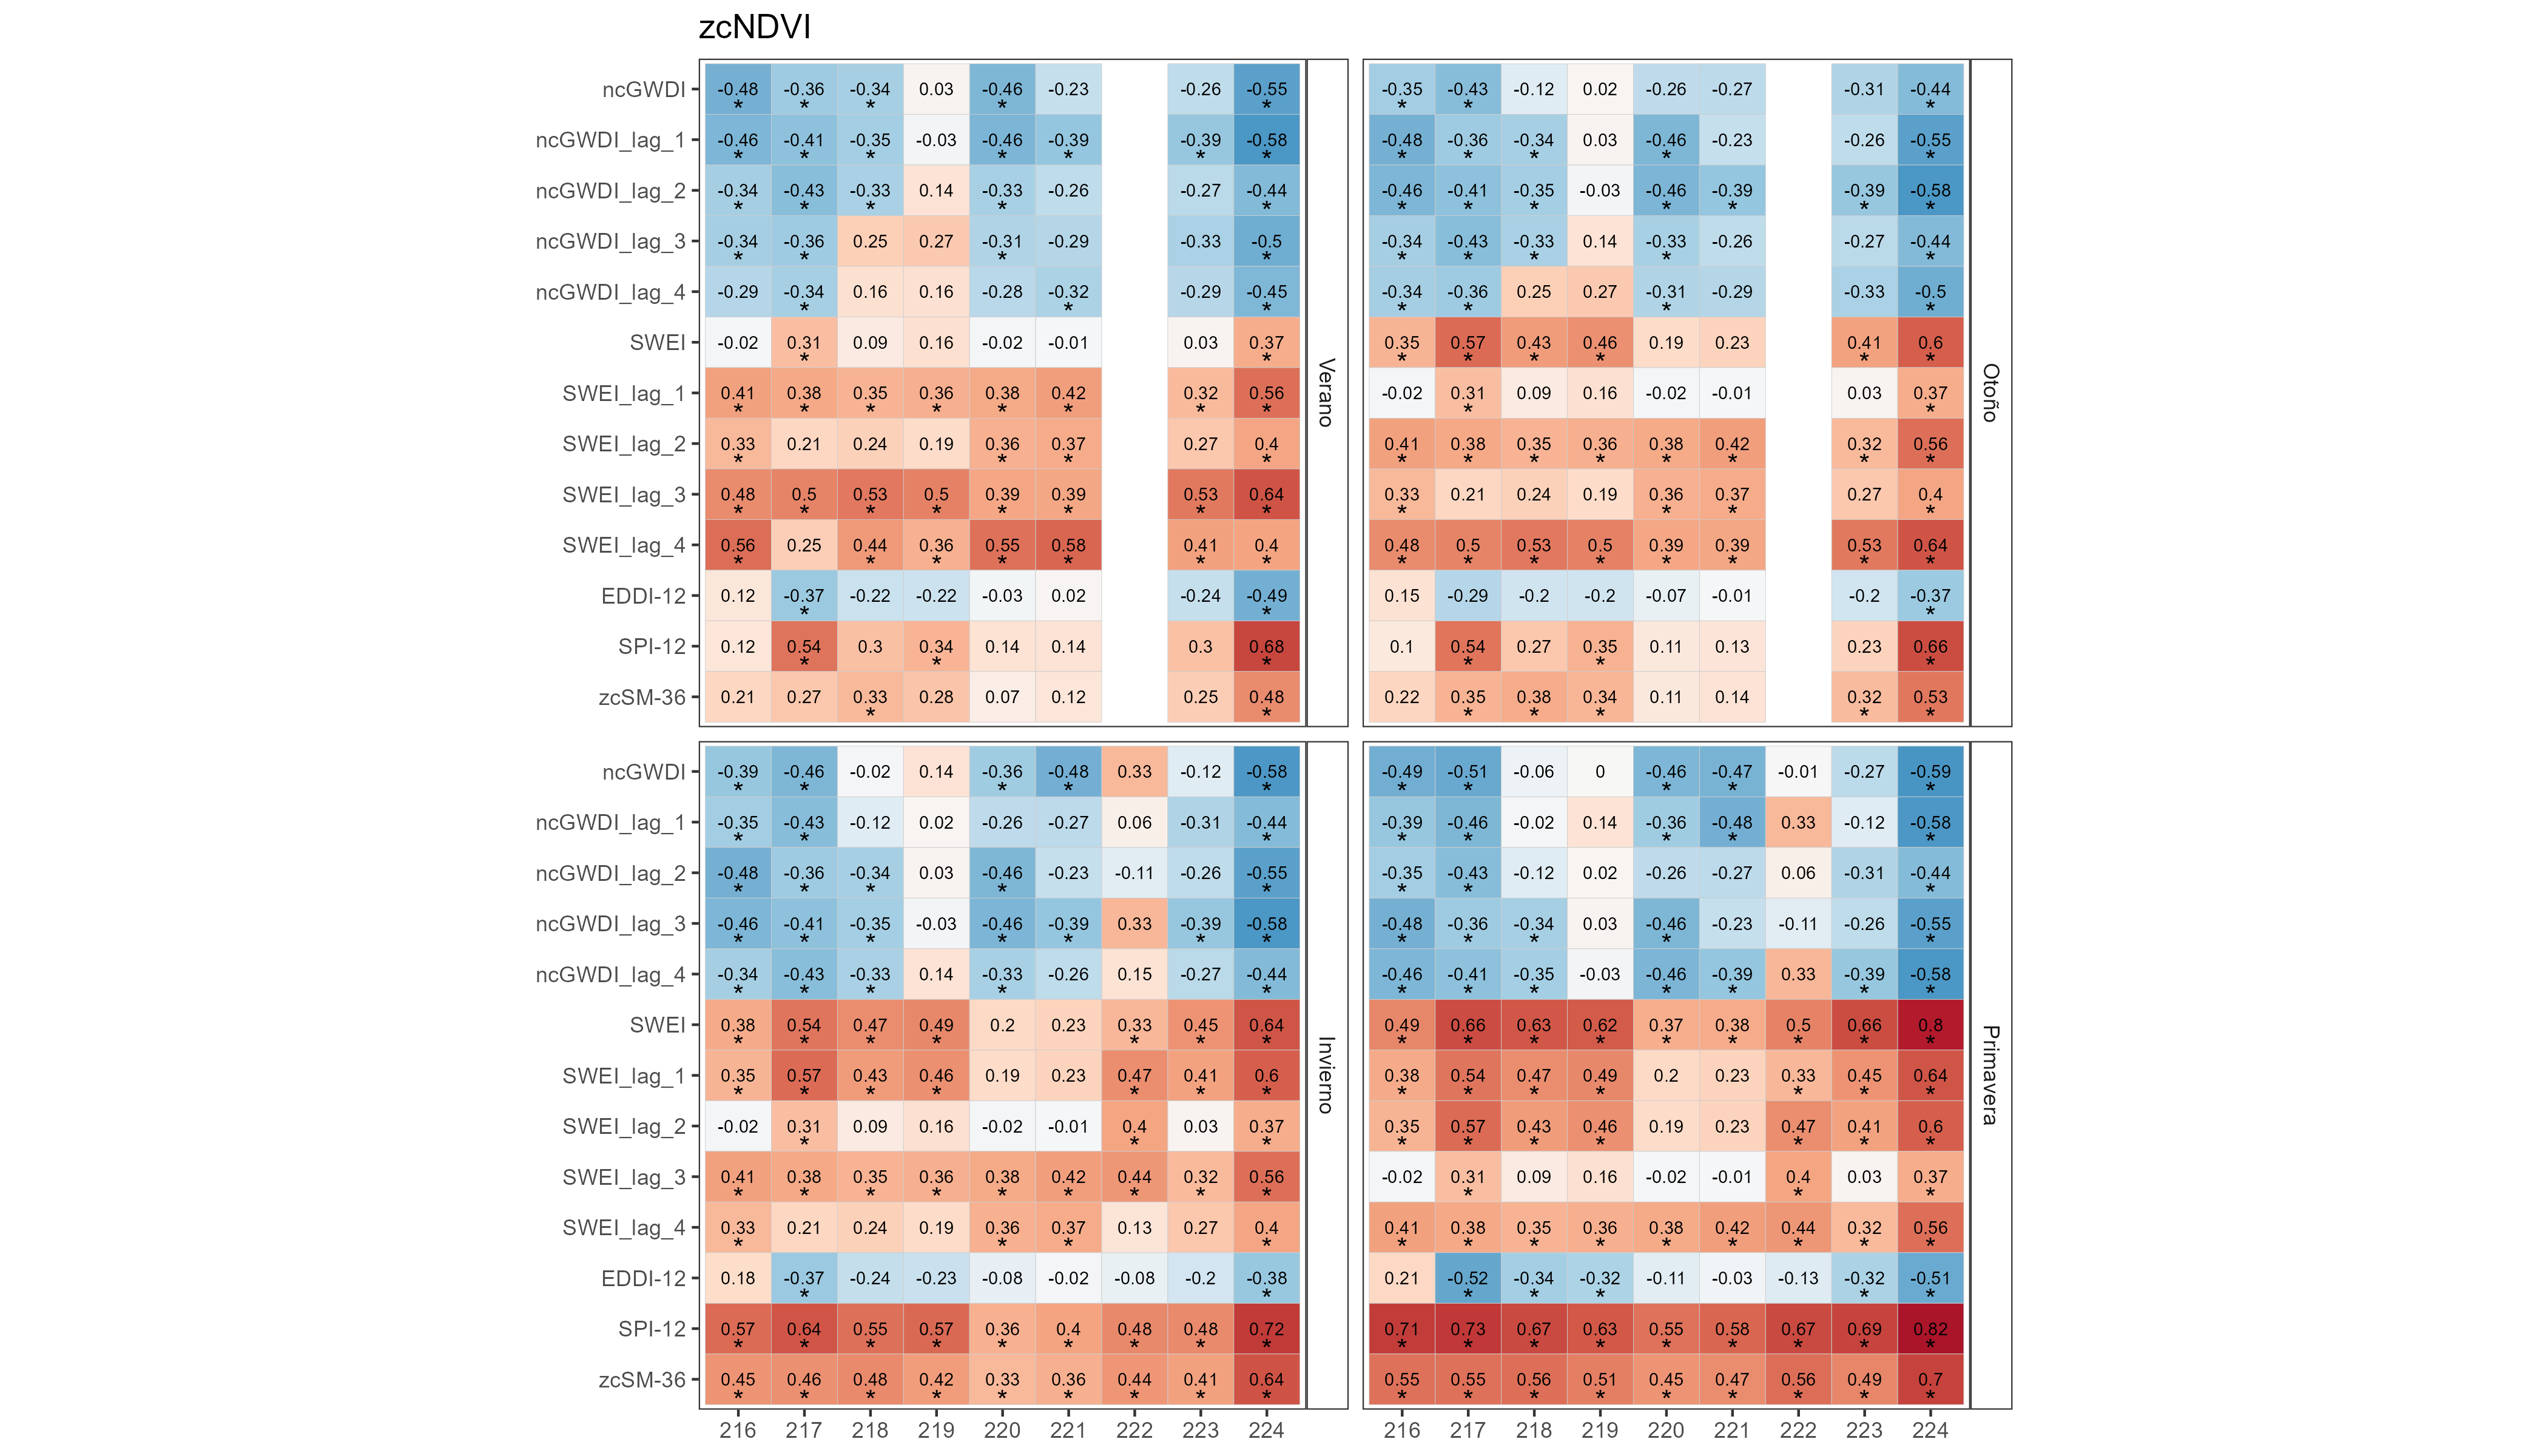 zcNDVI
ncGWDI -0.48 -0.36 -0.34 0.03 -0.46 -0.23 -0.26 -0.55 -0.35 -0.43 -0.12 0.02 -0.26 -0.27 -0.31 -0.44
* * * * * * * *
ncGWDI_lag_1 -0.46 -0.41 -0.35 -0.03 -0.46 -0.39 -0.39 -0.58 -0.48 -0.36 -0.34 0.03 -0.46 -0.23 -0.26 -0.55
* * * * * * * * * * * *
ncGWDI_lag_2 -0.34 -0.43 -0.33 0.14 -0.33 -0.26 -0.27 -0.44 -0.46 -0.41 -0.35 -0.03 -0.46 -0.39 -0.39 -0.58
* * * * * * * * * * * *
ncGWDI_lag_3 -0.34 -0.36 0.25 0.27 -0.31 -0.29 -0.33 -0.5 -0.34 -0.43 -0.33 0.14 -0.33 -0.26 -0.27 -0.44
* * * * * * * * *
ncGWDI_lag_4 -0.29 -0.34 0.16 0.16 -0.28 -0.32 -0.29 -0.45 -0.34 -0.36 0.25 0.27 -0.31 -0.29 -0.33 -0.5
* * * * * * *
SWEI -0.02 0.31 0.09 0.16 -0.02 -0.01 0.03 0.37 0.35 0.57 0.43 0.46 0.19 0.23 0.41 0.6
* * * * * * * *
Verano
Otoño
SWEI_lag_1 0.41 0.38 0.35 0.36 0.38 0.42 0.32 0.56 -0.02 0.31 0.09 0.16 -0.02 -0.01 0.03 0.37
* * * * * * * * * *
SWEI_lag_2 0.33 0.21 0.24 0.19 0.36 0.37 0.27 0.4 0.41 0.38 0.35 0.36 0.38 0.42 0.32 0.56
* * * * * * * * * * * *
SWEI_lag_3 0.48 0.5 0.53 0.5 0.39 0.39 0.53 0.64 0.33 0.21 0.24 0.19 0.36 0.37 0.27 0.4
* * * * * * * * * * * *
SWEI_lag_4 0.56 0.25 0.44 0.36 0.55 0.58 0.41 0.4 0.48 0.5 0.53 0.5 0.39 0.39 0.53 0.64
* * * * * * * * * * * * * * *
EDDI-12 0.12 -0.37 -0.22 -0.22 -0.03 0.02 -0.24 -0.49 0.15 -0.29 -0.2 -0.2 -0.07 -0.01 -0.2 -0.37
* * *
SPI-12 0.12 0.54 0.3 0.34 0.14 0.14 0.3 0.68 0.1 0.54 0.27 0.35 0.11 0.13 0.23 0.66
* * * * * *
zcSM-36 0.21 0.27 0.33 0.28 0.07 0.12 0.25 0.48 0.22 0.35 0.38 0.34 0.11 0.14 0.32 0.53
* * * * * * *
ncGWDI -0.39 -0.46 -0.02 0.14 -0.36 -0.48 0.33 -0.12 -0.58 -0.49 -0.51 -0.06 0 -0.46 -0.47 -0.01 -0.27 -0.59
* * * * * * * * * *
ncGWDI_lag_1 -0.35 -0.43 -0.12 0.02 -0.26 -0.27 0.06 -0.31 -0.44 -0.39 -0.46 -0.02 0.14 -0.36 -0.48 0.33 -0.12 -0.58
* * * * * * * *
ncGWDI_lag_2 -0.48 -0.36 -0.34 0.03 -0.46 -0.23 -0.11 -0.26 -0.55 -0.35 -0.43 -0.12 0.02 -0.26 -0.27 0.06 -0.31 -0.44
* * * * * * * *
ncGWDI_lag_3 -0.46 -0.41 -0.35 -0.03 -0.46 -0.39 0.33 -0.39 -0.58 -0.48 -0.36 -0.34 0.03 -0.46 -0.23 -0.11 -0.26 -0.55
* * * * * * * * * * * *
ncGWDI_lag_4 -0.34 -0.43 -0.33 0.14 -0.33 -0.26 0.15 -0.27 -0.44 -0.46 -0.41 -0.35 -0.03 -0.46 -0.39 0.33 -0.39 -0.58
* * * * * * * * * * * *
SWEI 0.38 0.54 0.47 0.49 0.2 0.23 0.33 0.45 0.64 0.49 0.66 0.63 0.62 0.37 0.38 0.5 0.66 0.8
* * * * * * * * * * * * * * * *
Invierno
Primavera
SWEI_lag_1 0.35 0.57 0.43 0.46 0.19 0.23 0.47 0.41 0.6 0.38 0.54 0.47 0.49 0.2 0.23 0.33 0.45 0.64
* * * * * * * * * * * * * *
SWEI_lag_2 -0.02 0.31 0.09 0.16 -0.02 -0.01 0.4 0.03 0.37 0.35 0.57 0.43 0.46 0.19 0.23 0.47 0.41 0.6
* * * * * * * * * *
SWEI_lag_3 0.41 0.38 0.35 0.36 0.38 0.42 0.44 0.32 0.56 -0.02 0.31 0.09 0.16 -0.02 -0.01 0.4 0.03 0.37
* * * * * * * * * * * *
SWEI_lag_4 0.33 0.21 0.24 0.19 0.36 0.37 0.13 0.27 0.4 0.41 0.38 0.35 0.36 0.38 0.42 0.44 0.32 0.56
* * * * * * * * * * * * *
EDDI-12 0.18 -0.37 -0.24 -0.23 -0.08 -0.02 -0.08 -0.2 -0.38 0.21 -0.52 -0.34 -0.32 -0.11 -0.03 -0.13 -0.32 -0.51
* * * * * * *
SPI-12 0.57 0.64 0.55 0.57 0.36 0.4 0.48 0.48 0.72 0.71 0.73 0.67 0.63 0.55 0.58 0.67 0.69 0.82
* * * * * * * * * * * * * * * * * *
zcSM-36 0.45 0.46 0.48 0.42 0.33 0.36 0.44 0.41 0.64 0.55 0.55 0.56 0.51 0.45 0.47 0.56 0.49 0.7
* * * * * * * * * * * * * * * * * *
216 217 218 219 220 221 222 223 224 216 217 218 219 220 221 222 223 224